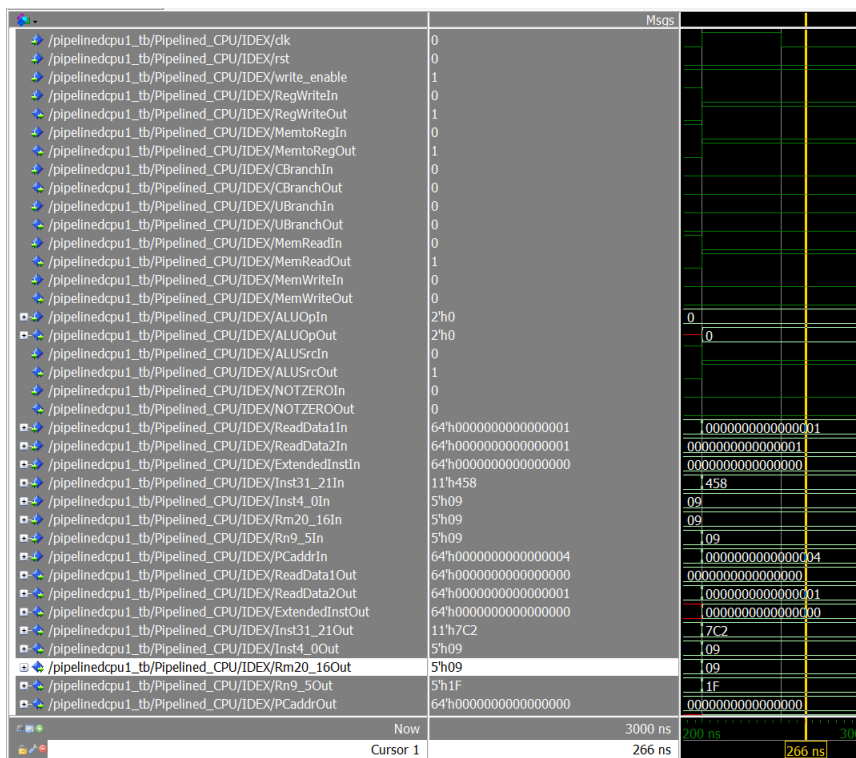 Msgs
/pipelinedcpu1_tb/Pipelined_CPU/IDEX/clk 0
/pipelinedcpu1_tb/Pipelined_CPU/IDEX/rst 0
/pipelinedcpu1_tb/Pipelined_CPU/IDEX/write_enable 1
/pipelinedcpu1_tb/Pipelined_CPU/IDEX/RegWriteIn 0
/pipelinedcpu1_tb/Pipelined_CPU/IDEX/RegWriteOut 1
/pipelinedcpu1_tb/Pipelined_CPU/IDEX/MemtoRegIn 0
/pipelinedcpu1_tb/Pipelined_CPU/IDEX/MemtoRegOut 1
/pipelinedcpu1_tb/Pipelined_CPU/IDEX/CBranchIn 0
/pipelinedcpu1_tb/Pipelined_CPU/IDEX/CBranchOut 0
/pipelinedcpu1_tb/Pipelined_CPU/IDEX/UBranchIn 0
/pipelinedcpu1_tb/Pipelined_CPU/IDEX/UBranchOut 0
/pipelinedcpu1_tb/Pipelined_CPU/IDEX/MemReadIn 0
/pipelinedcpu1_tb/Pipelined_CPU/IDEX/MemReadOut 1
/pipelinedcpu1_tb/Pipelined_CPU/IDEX/MemWriteIn 0
/pipelinedcpu1_tb/Pipelined_CPU/IDEX/MemWriteOut 0
/pipelinedcpu1_tb/Pipelined_CPU/IDEX/ALUOpIn 2'h0 0
/pipelinedcpu1_tb/Pipelined_CPU/IDEX/ALUOpOut 2'h0 0
/pipelinedcpu1_tb/Pipelined_CPU/IDEX/ALUSrcIn 0
/pipelinedcpu1_tb/Pipelined_CPU/IDEX/ALUSrcOut 1
/pipelinedcpu1_tb/Pipelined_CPU/IDEX/NOTZEROIn 0
/pipelinedcpu1_tb/Pipelined_CPU/IDEX/NOTZEROOut 0
/pipelinedcpu1_tb/Pipelined_CPU/IDEX/ReadData1In 64'h0000000000000001 0000000000000001
/pipelinedcpu1_tb/Pipelined_CPU/IDEX/ReadData2In 64'h0000000000000001 0000000000000001
/pipelinedcpu1_tb/Pipelined_CPU/IDEX/ExtendedInstIn 64'h0000000000000000 0000000000000000
/pipelinedcpu1_tb/Pipelined_CPU/IDEX/Inst31_21In 11'h458 458
/pipelinedcpu1_tb/Pipelined_CPU/IDEX/Inst4_0In 5'h09 09
/pipelinedcpu1_tb/Pipelined_CPU/IDEX/Rm20_16In 5'h09 09
/pipelinedcpu1_tb/Pipelined_CPU/IDEX/Rn9_5In 5'h09 09
/pipelinedcpu1_tb/Pipelined_CPU/IDEX/PCaddrIn 64'h0000000000000004 0000000000000004
/pipelinedcpu1_tb/Pipelined_CPU/IDEX/ReadData1Out 64'h0000000000000000 0000000000000000
/pipelinedcpu1_tb/Pipelined_CPU/IDEX/ReadData2Out 64'h0000000000000001 0000000000000001
/pipelinedcpu1_tb/Pipelined_CPU/IDEX/ExtendedInstOut 64'h0000000000000000 0000000000000000
/pipelinedcpu1_tb/Pipelined_CPU/IDEX/Inst31_21Out 11'h7C2 7C2
/pipelinedcpu1_tb/Pipelined_CPU/IDEX/Inst4_0Out 5'h09 09
/pipelinedcpu1_tb/Pipelined_CPU/IDEX/Rm20_16Out 5'h09 09
/pipelinedcpu1_tb/Pipelined_CPU/IDEX/Rn9_5Out 5'h1F 1F
/pipelinedcpu1_tb/Pipelined_CPU/IDEX/PCaddrOut 64'h0000000000000000 0000000000000000
Now 3000 ns 200 ns
Cursor 1 266 ns 266 ns